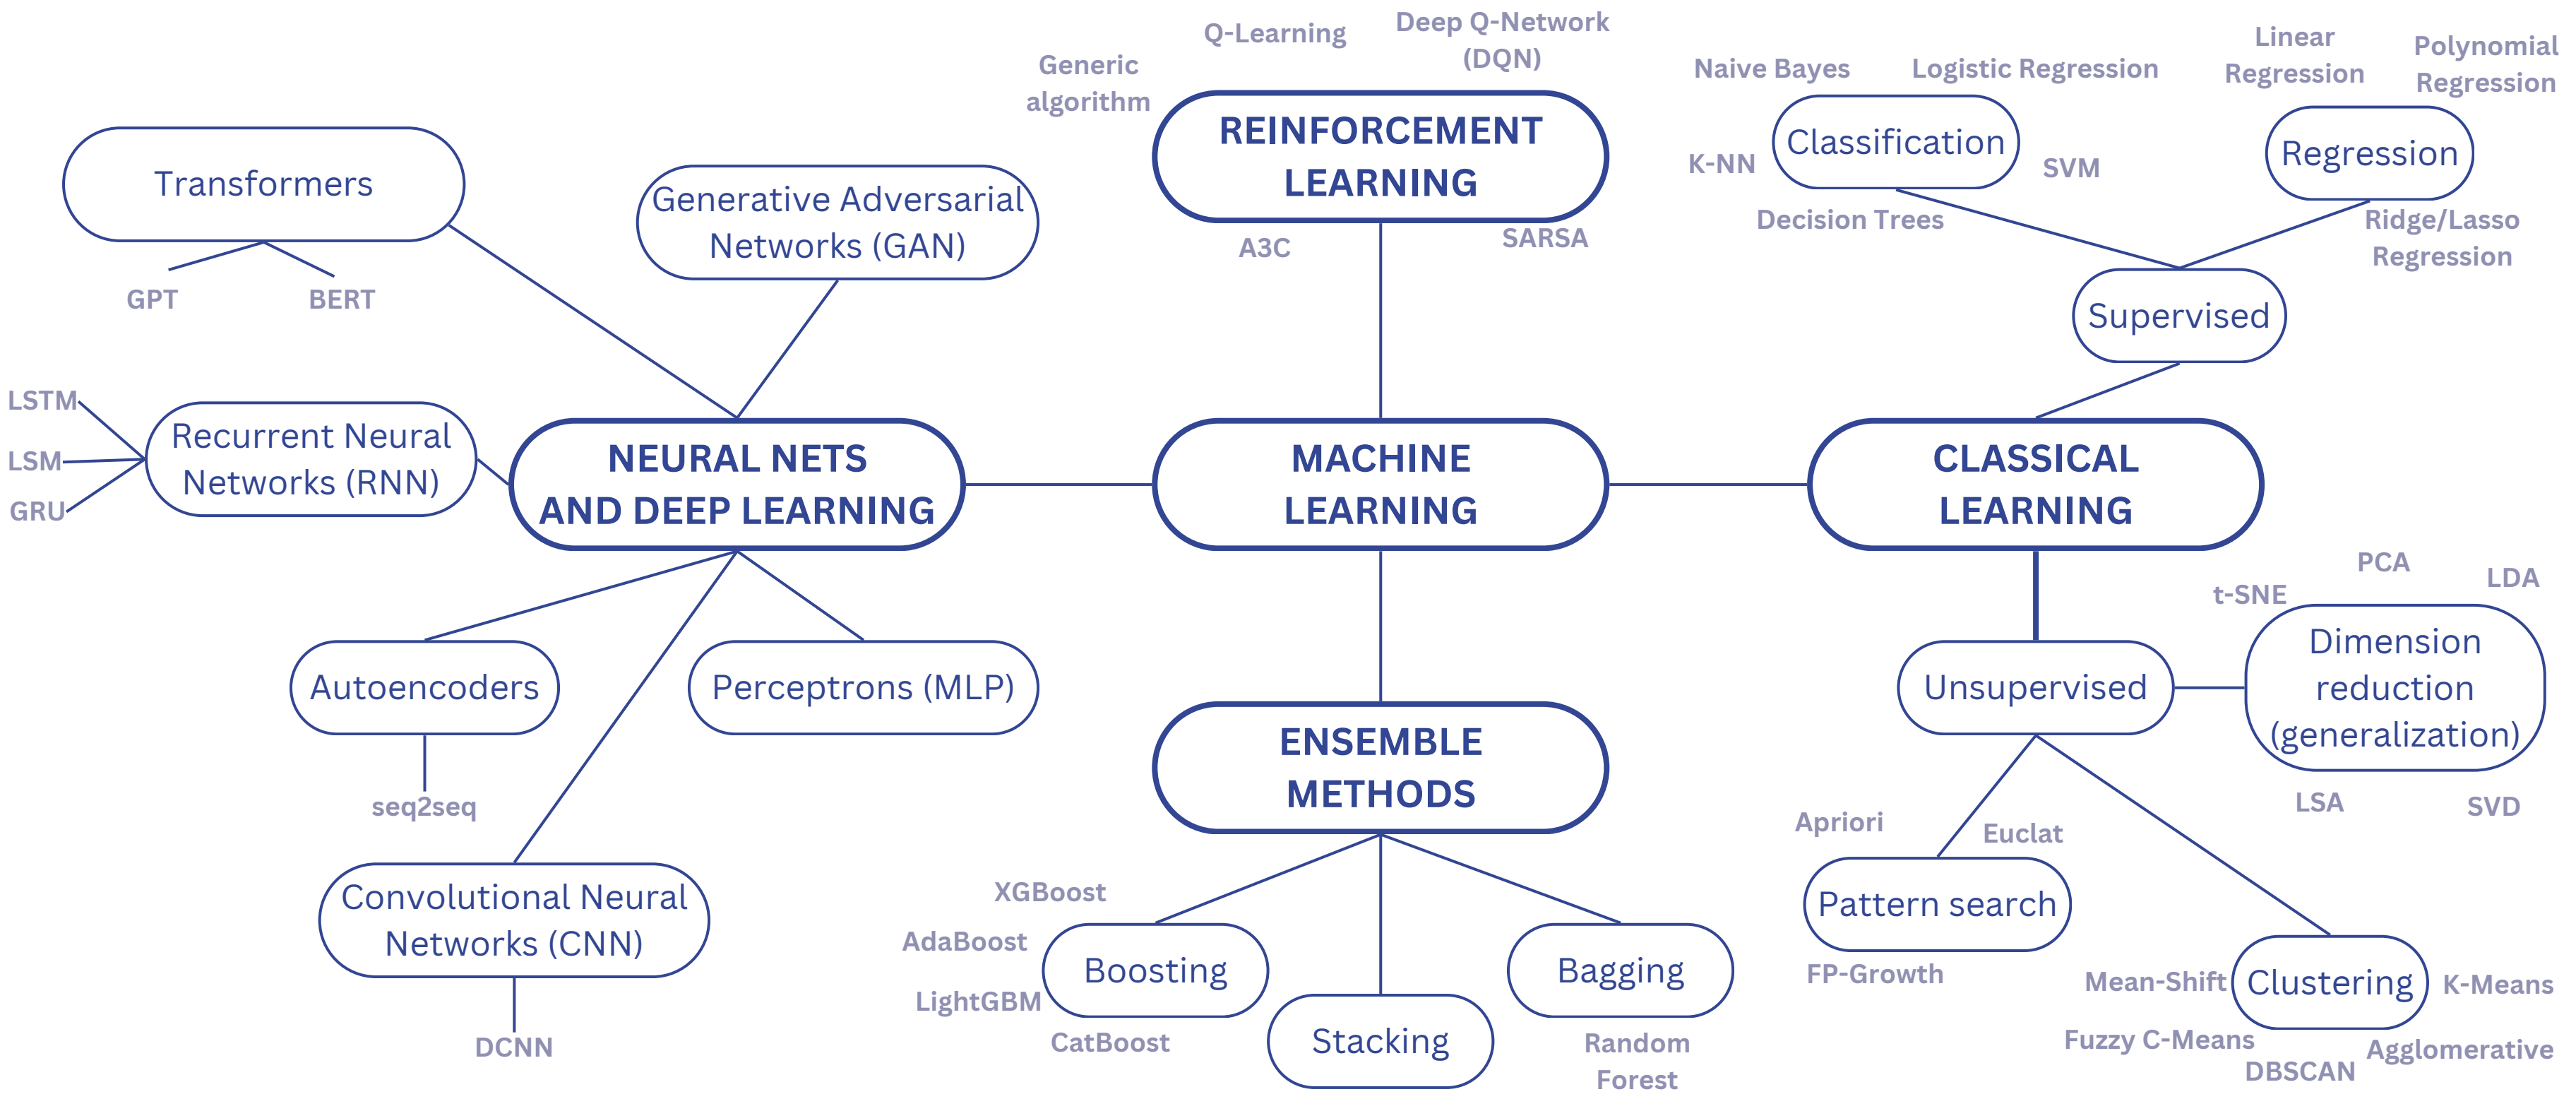 Generic
algorithm
Q-Learning
Deep Q-Network
(DQN)
REINFORCEMENT
LEARNING
A3C
SARSA
Naive Bayes
Logistic Regression
K-NN
Classification
SVM
Decision Trees
Linear
Regression
Polynomial
Regression
Regression
Ridge/Lasso
Regression
Supervised
Transformers
GPT
BERT
Generative Adversarial
Networks (GAN)
LSTM
LSM
GRU
Recurrent Neural
Networks (RNN)
NEURAL NETS
AND DEEP LEARNING
MACHINE
LEARNING
CLASSICAL
LEARNING
Autoencoders
seq2seq
Perceptrons (MLP)
Convolutional Neural
Networks (CNN)
DCNN
ENSEMBLE
METHODS
XGBoost
AdaBoost
LightGBM
CatBoost
Boosting
Stacking
Bagging
Random
Forest
Unsupervised
t-SNE
PCA
LDA
Dimension
reduction
(generalization)
LSA
SVD
Apriori
Euclat
Pattern search
FP-Growth
Mean-Shift
Clustering
K-Means
Fuzzy C-Means
DBSCAN
Agglomerative